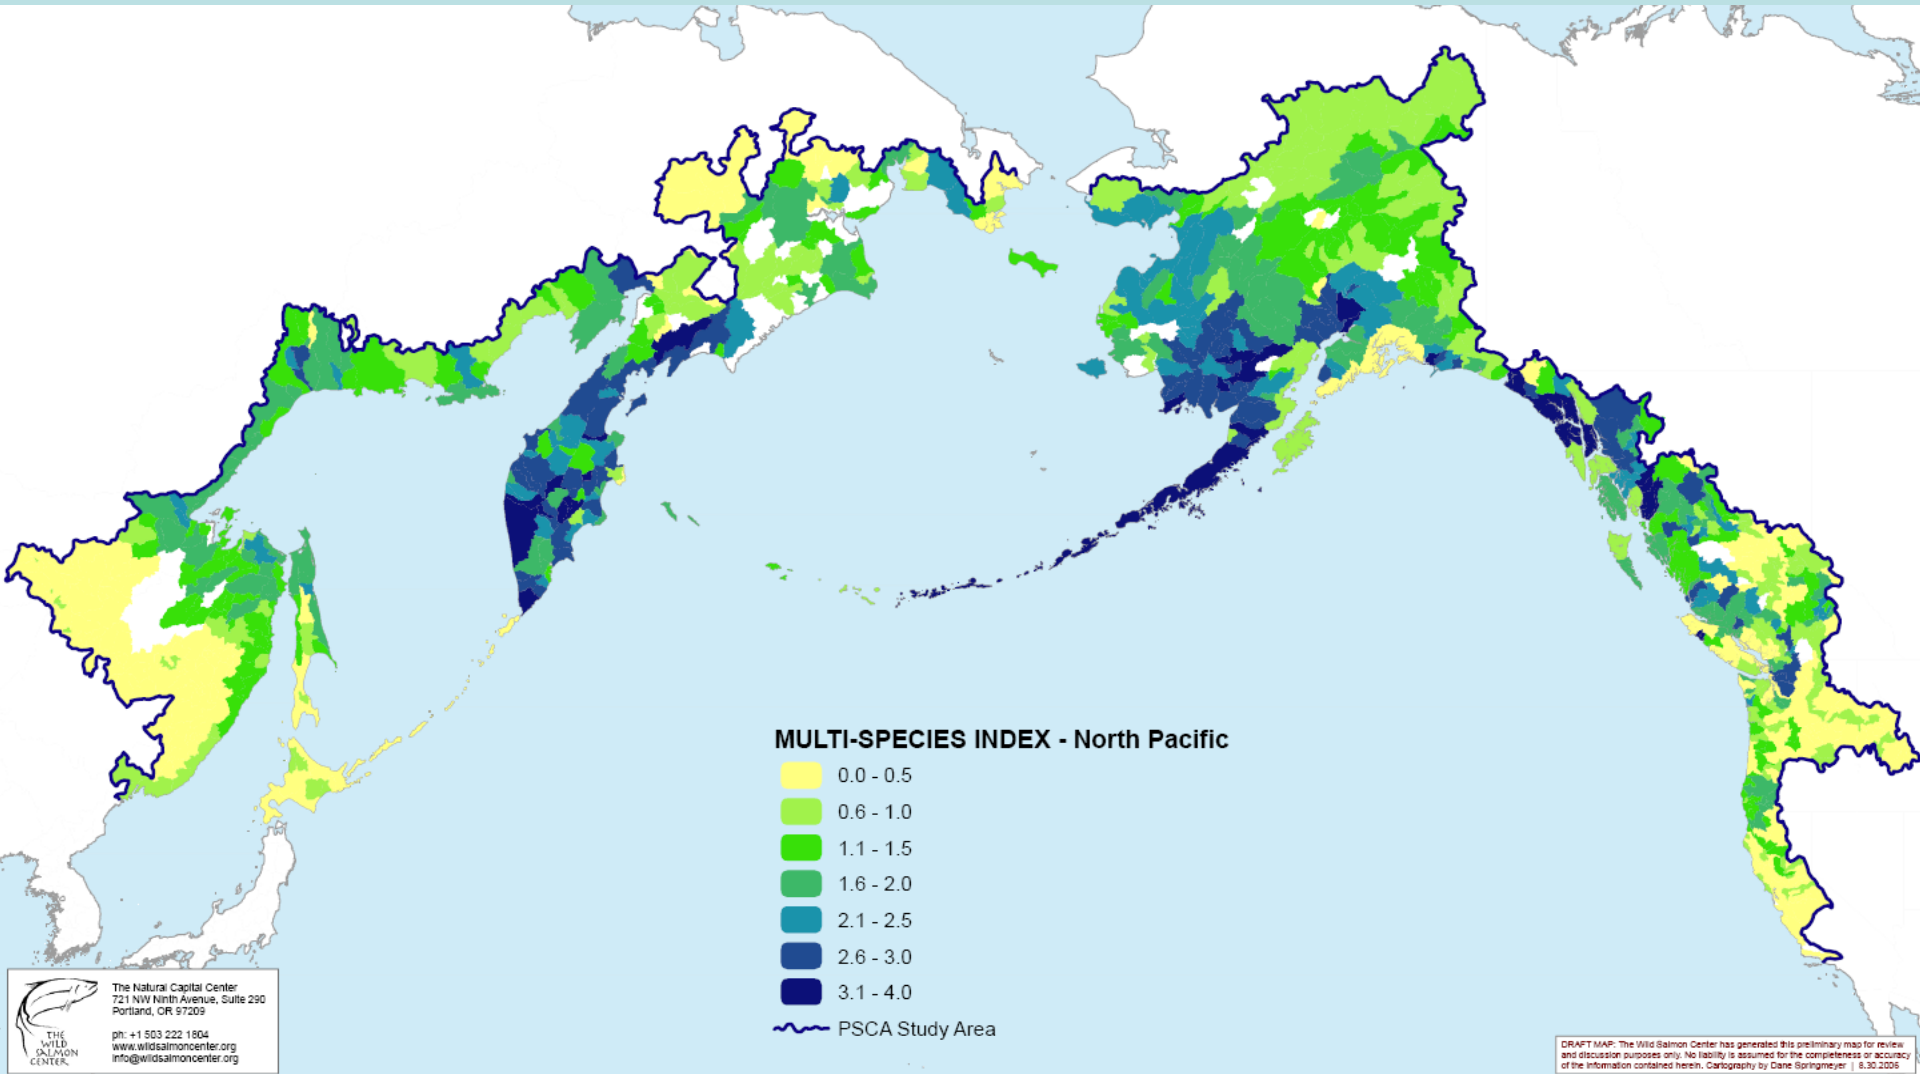 MULTI-SPECIES INDEX - North Pacific
0.0 - 0.5
0.6 - 1.0
1.1 - 1.5
1.6 - 2.0
2.1 - 2.5
2.6 - 3.0
3.1 - 4.0
PSCA Study Area
THE
WILD
SALMON
CENTER
The Natural Capital Center
721 NW Ninth Avenue, Suite 290
Portland, OR 97209
ph: +1 503 222 1804
www.wildsalmoncenter.org
info@wildsalmoncenter.org
DRAFT MAP: The Wild Salmon Center has generated this preliminary map for review
and discussion purposes only. No liability is assumed for the completeness or accuracy
of the information contained herein. Cartography by Dane Springmeyer | 8.30.2005